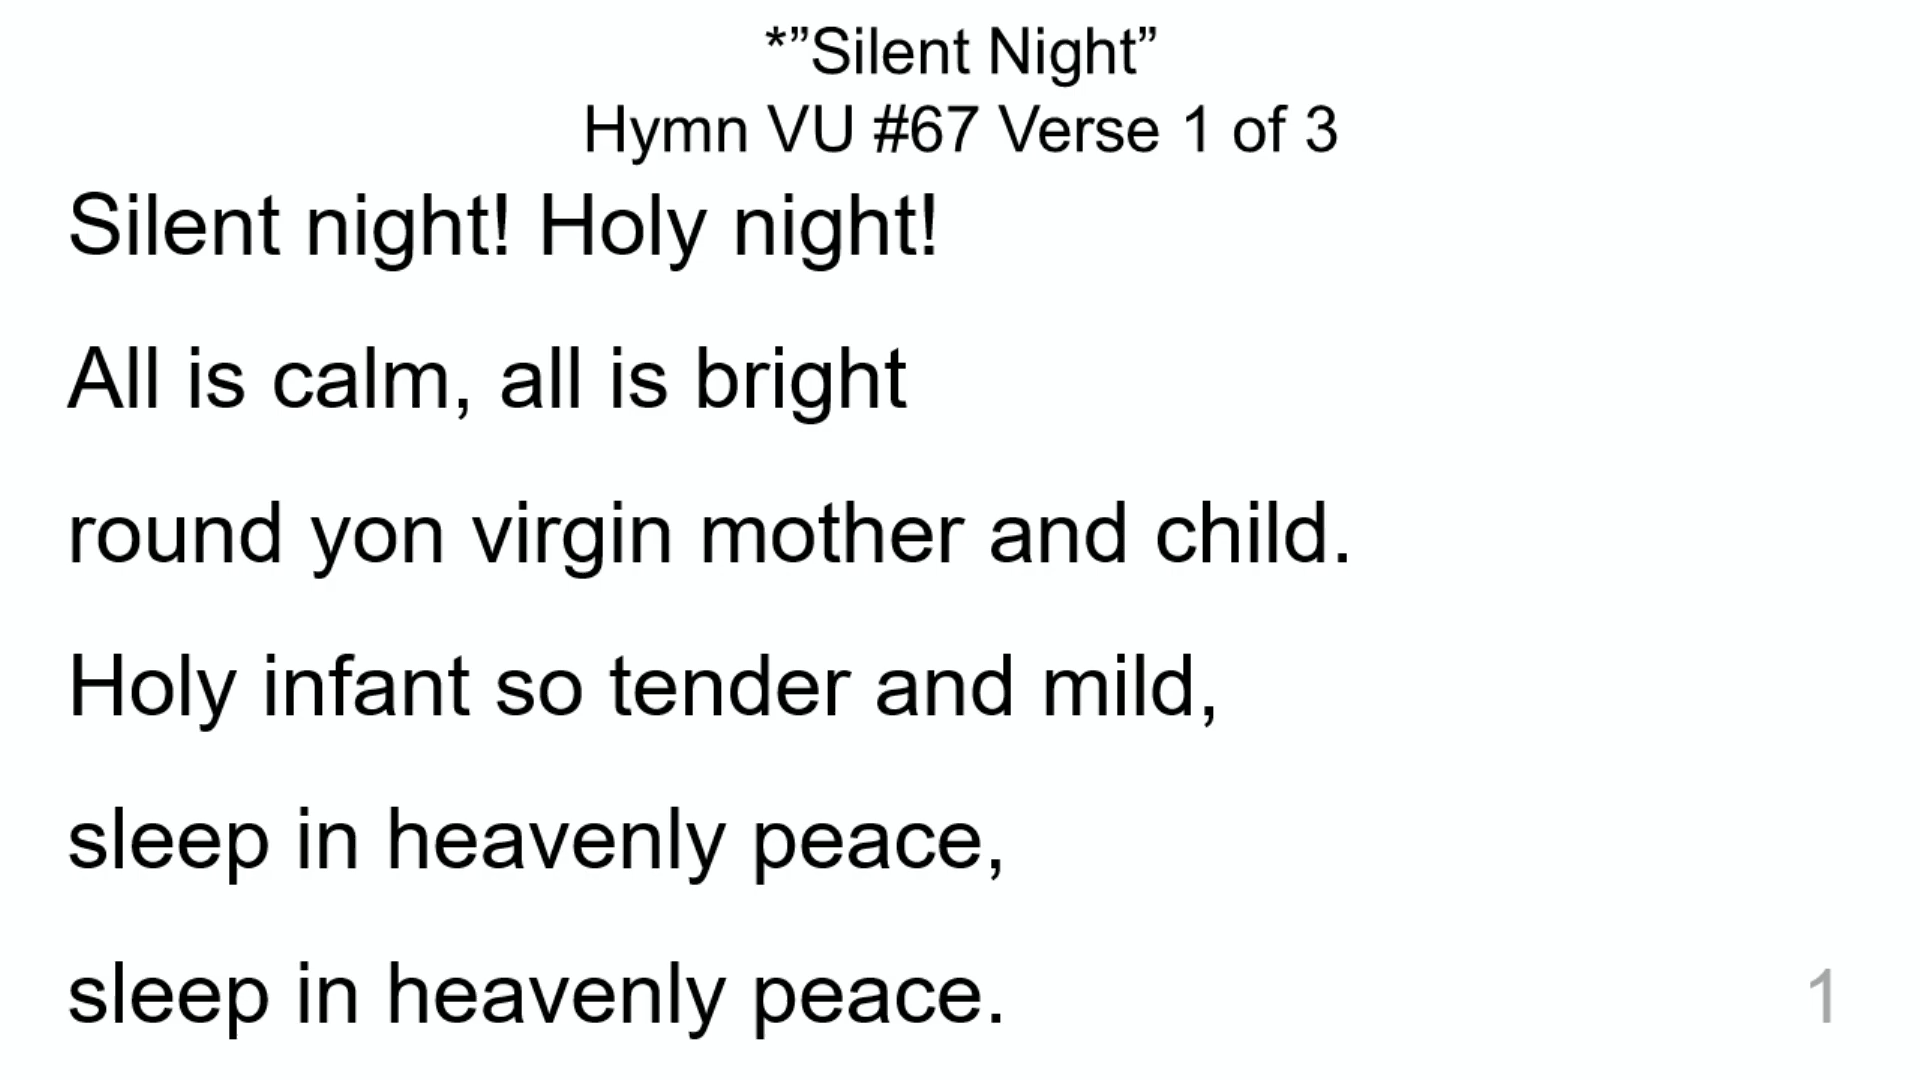 *”Silent Night”
Hymn VU #67 Verse 1 of 3
Silent night! Holy night!
All is calm, all is bright
round yon virgin mother and child.
Holy infant so tender and mild,
sleep in heavenly peace,
sleep in heavenly peace.
1